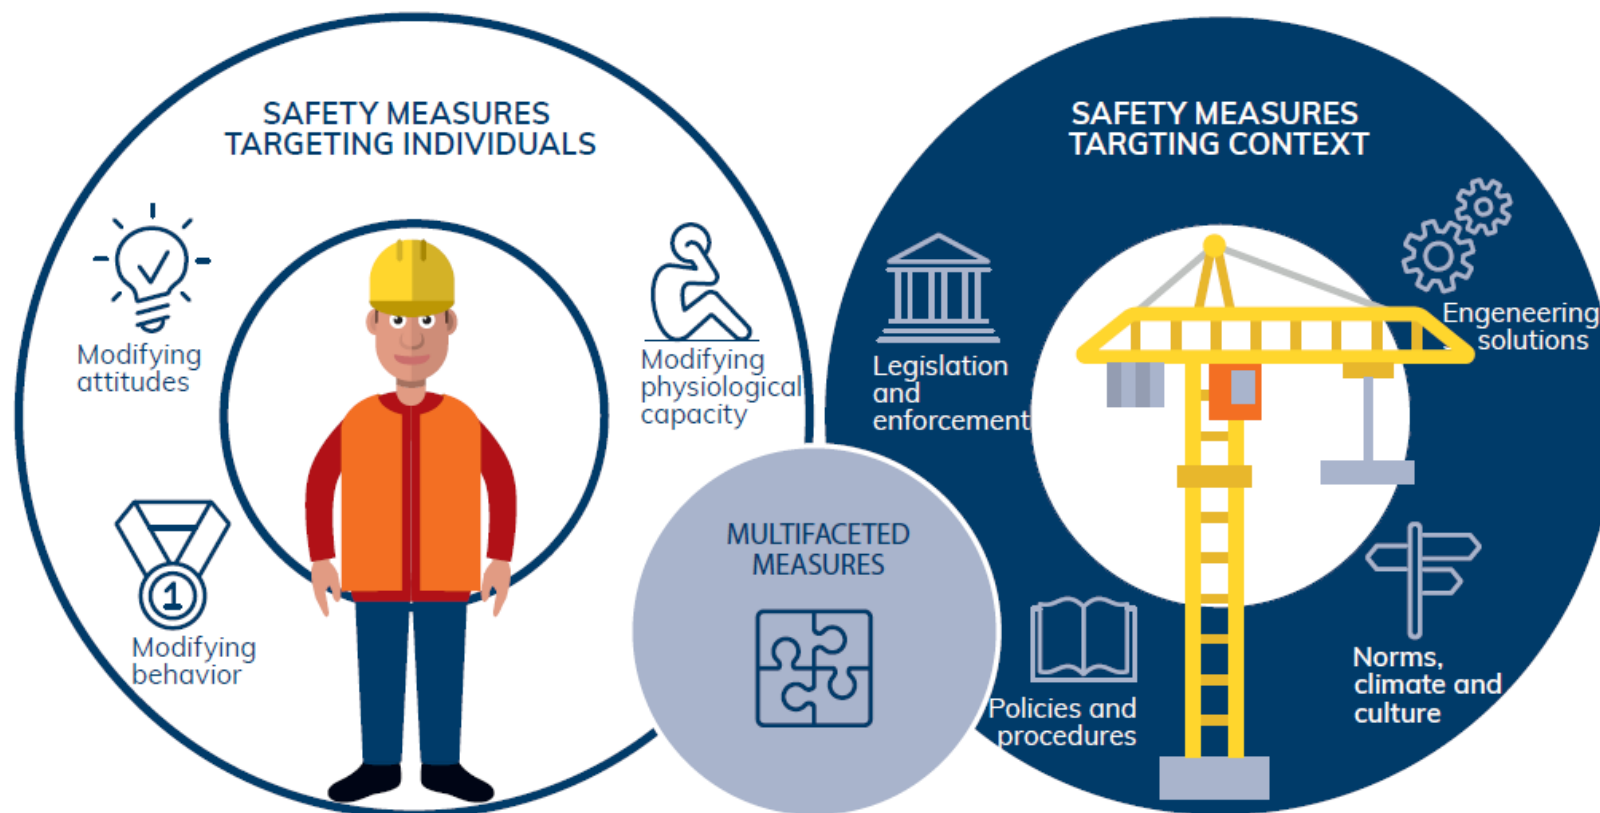 SAFETY MEASURES
TARGETING INDIVIDUALS
Modifying
attitudes
Modifying
physiological
capacity
Modifying
behavior
1
MULTIFACETED
MEASURES
SAFETY MEASURES
TARGTING CONTEXT
Legislation
and
enforcement
Engeneering
solutions
Policies and
procedures
Norms,
climate and
culture